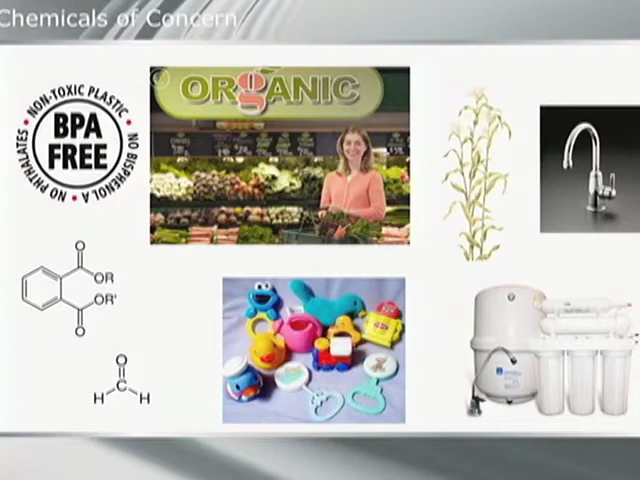 Chemicals of Concern
NON-TOXIC PLASTIC
NO BISPHENOL A
NO PHTHALATES
BPA
FREE
ORGANIC
O
OR
OR'
O
O
H C H